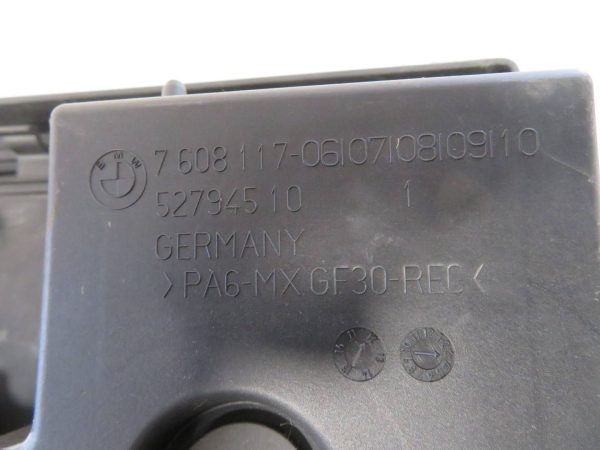 BMW 7 608 117-06|07|08|09|10
52794510 1
GERMANY
>PA6-MX GF30-REC<